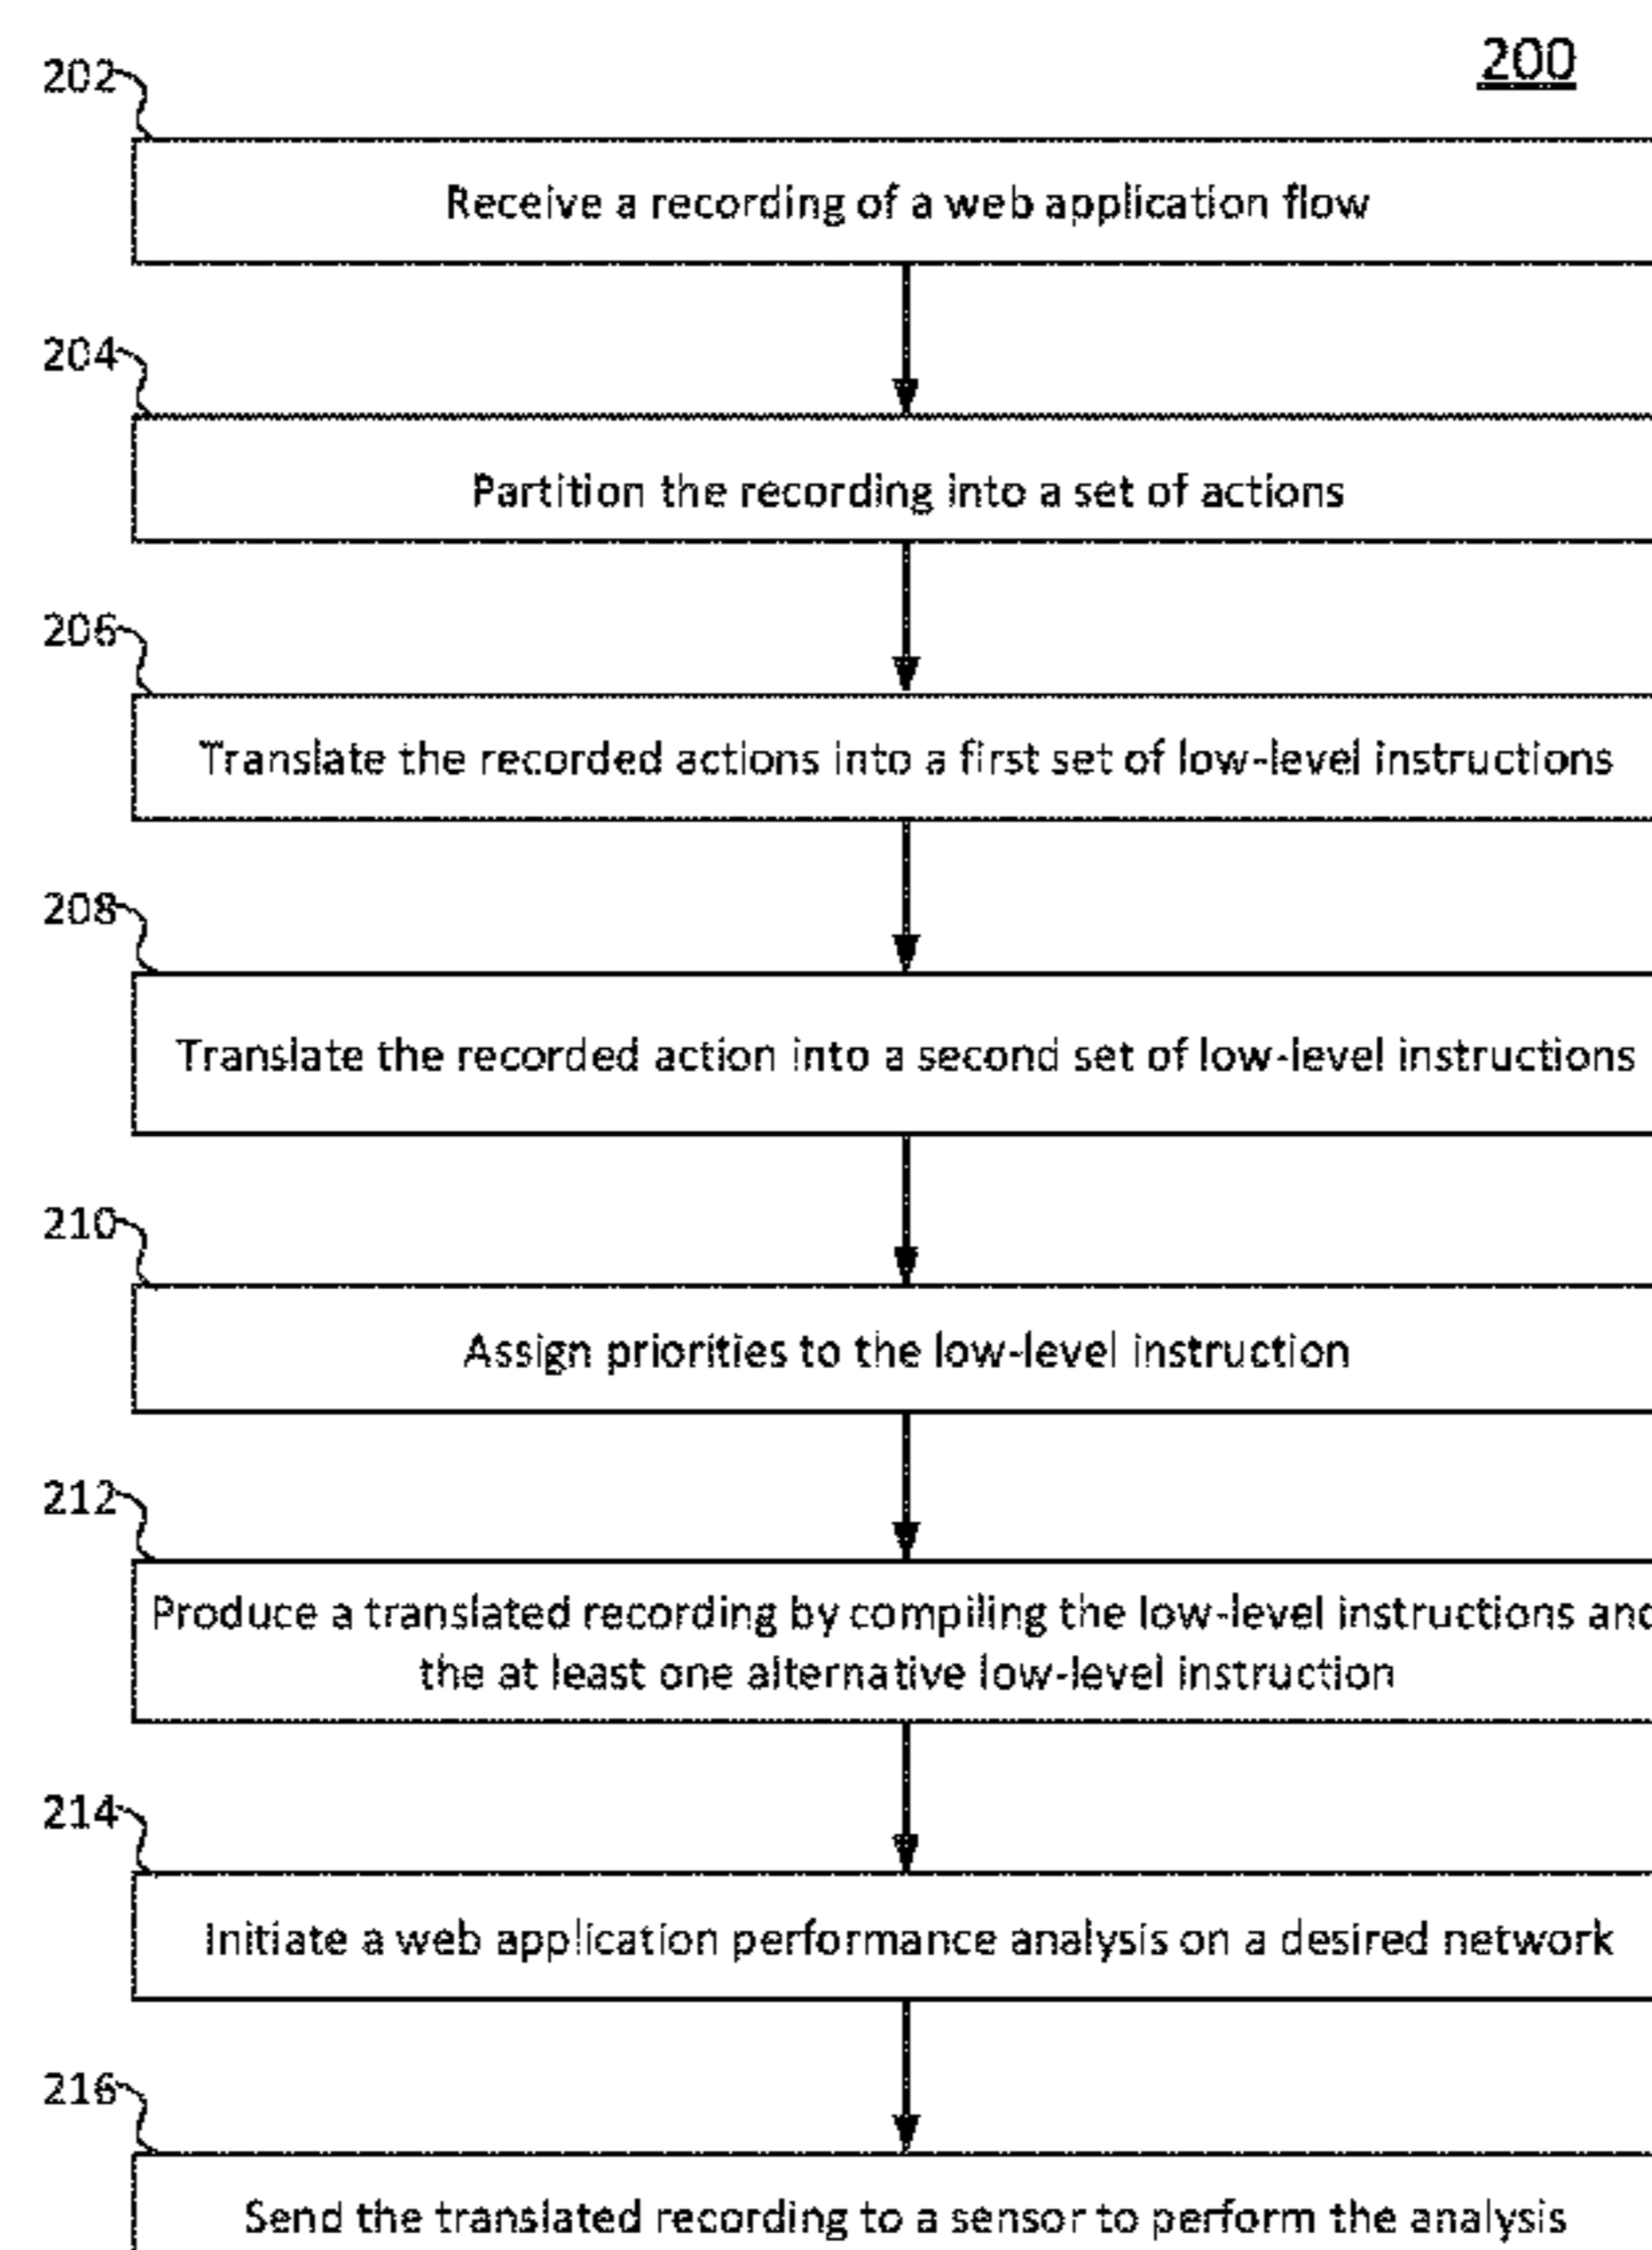 200
202
Receive a recording of a web application flow
204
Partition the recording into a set of actions
206
Translate the recorded actions into a first set of low-level instructions
208
Translate the recorded action into a second set of low-level instructions
210
Assign priorities to the low-level instruction
212
Produce a translated recording by compiling the low-level instructions and
the at least one alternative low-level instruction
214
Initiate a web application performance analysis on a desired network
216
Send the translated recording to a sensor to perform the analysis